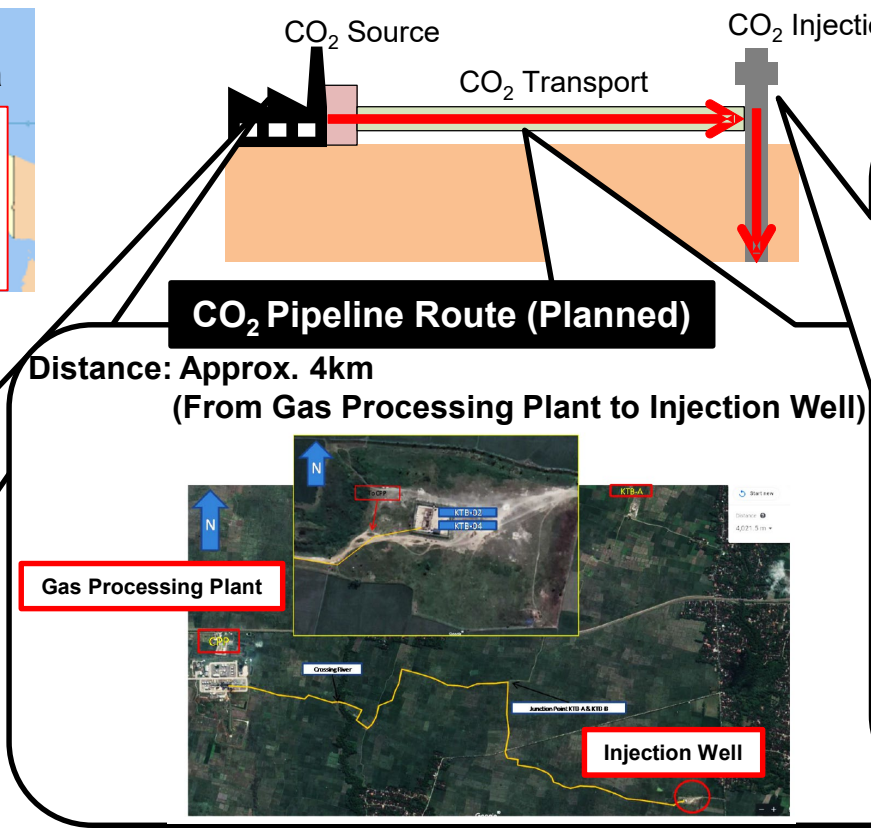 CO2 Source
CO2 Injectio
CO2 Transport
CO2 Pipeline Route (Planned)
Distance: Approx. 4km
(From Gas Processing Plant to Injection Well)
N
N
KTB-02
KTB-04
KTB-A
Start new
Distance
4,021.5 m
Gas Processing Plant
Crossing River
Junction Point KTB-A & KTB-B
Injection Well
Google